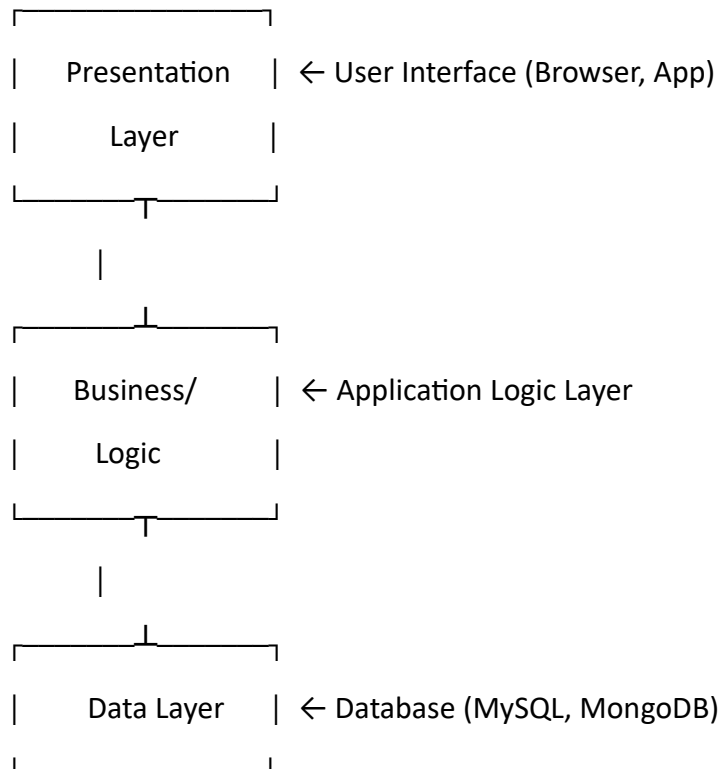 Presentation ← User Interface (Browser, App)
Layer
Business/ ← Application Logic Layer
Logic
Data Layer ← Database (MySQL, MongoDB)